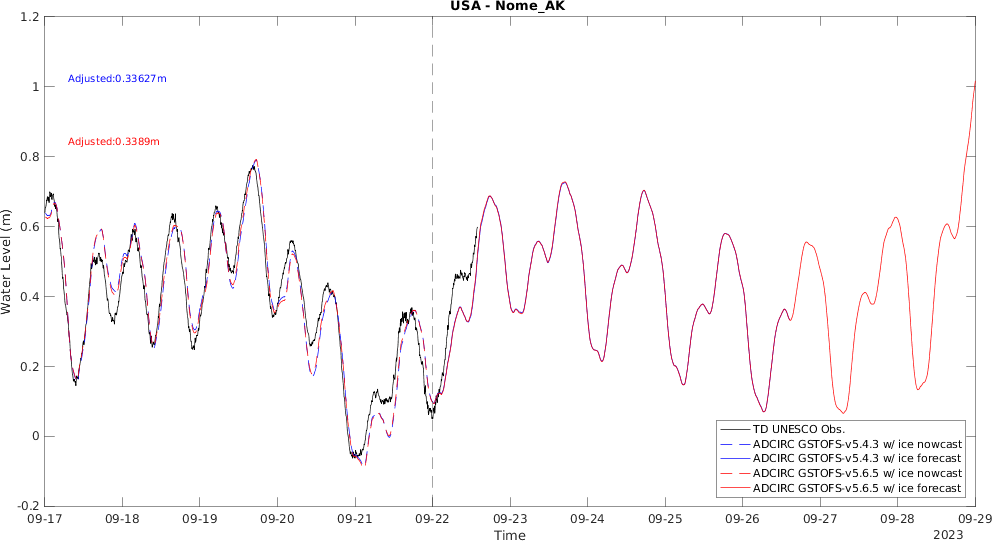 USA - Nome_AK
1.2
1
0.8
0.6
0.4
0.2
0
-0.2
Water Level (m)
Adjusted:0.33627m
Adjusted:0.3389m
TD UNESCO Obs.
ADCIRC GSTOFS-v5.4.3 w/ ice nowcast
ADCIRC GSTOFS-v5.4.3 w/ ice forecast
ADCIRC GSTOFS-v5.6.5 w/ ice nowcast
ADCIRC GSTOFS-v5.6.5 w/ ice forecast
09-17 09-18 09-19 09-20 09-21 09-22 09-23 09-24 09-25 09-26 09-27 09-28 09-29
Time
2023